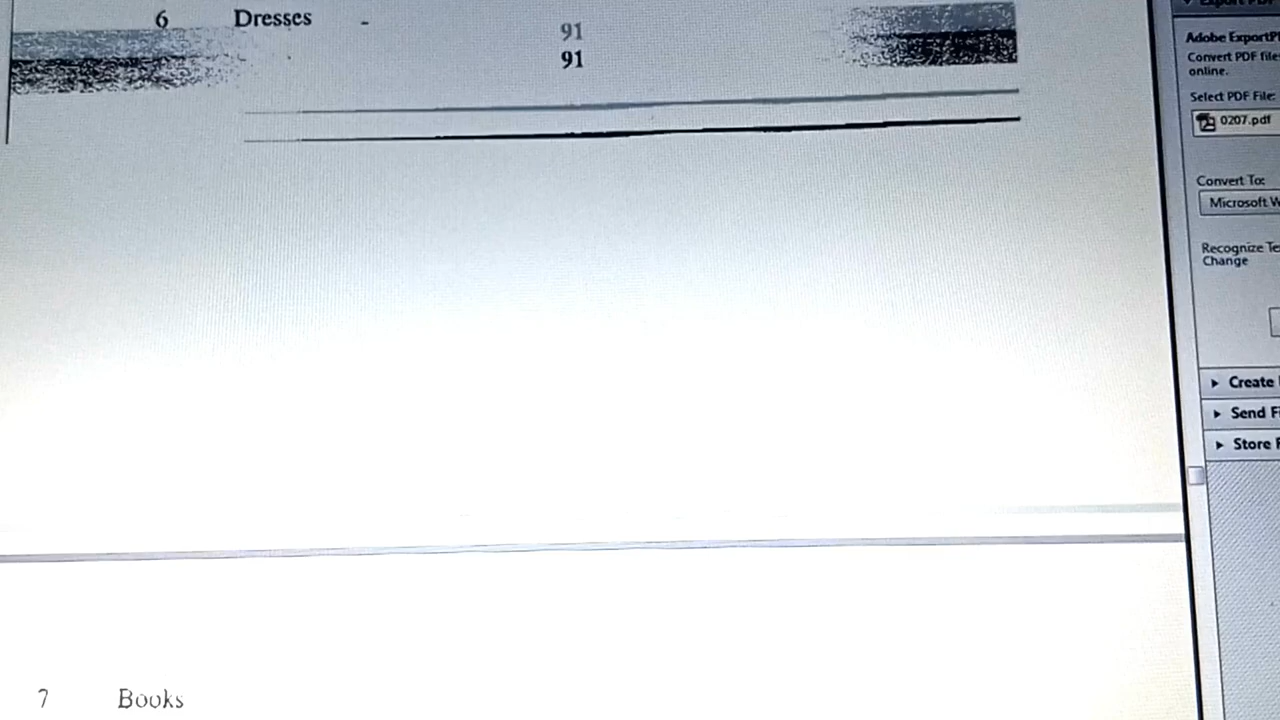 6 Dresses -
91
91
Adobe ExportP
Convert PDF file
online.
Select PDF File:
0207.pdf
Convert To:
Microsoft W
Recognize Te
Change
Create
Send Fi
Store F
7 Books